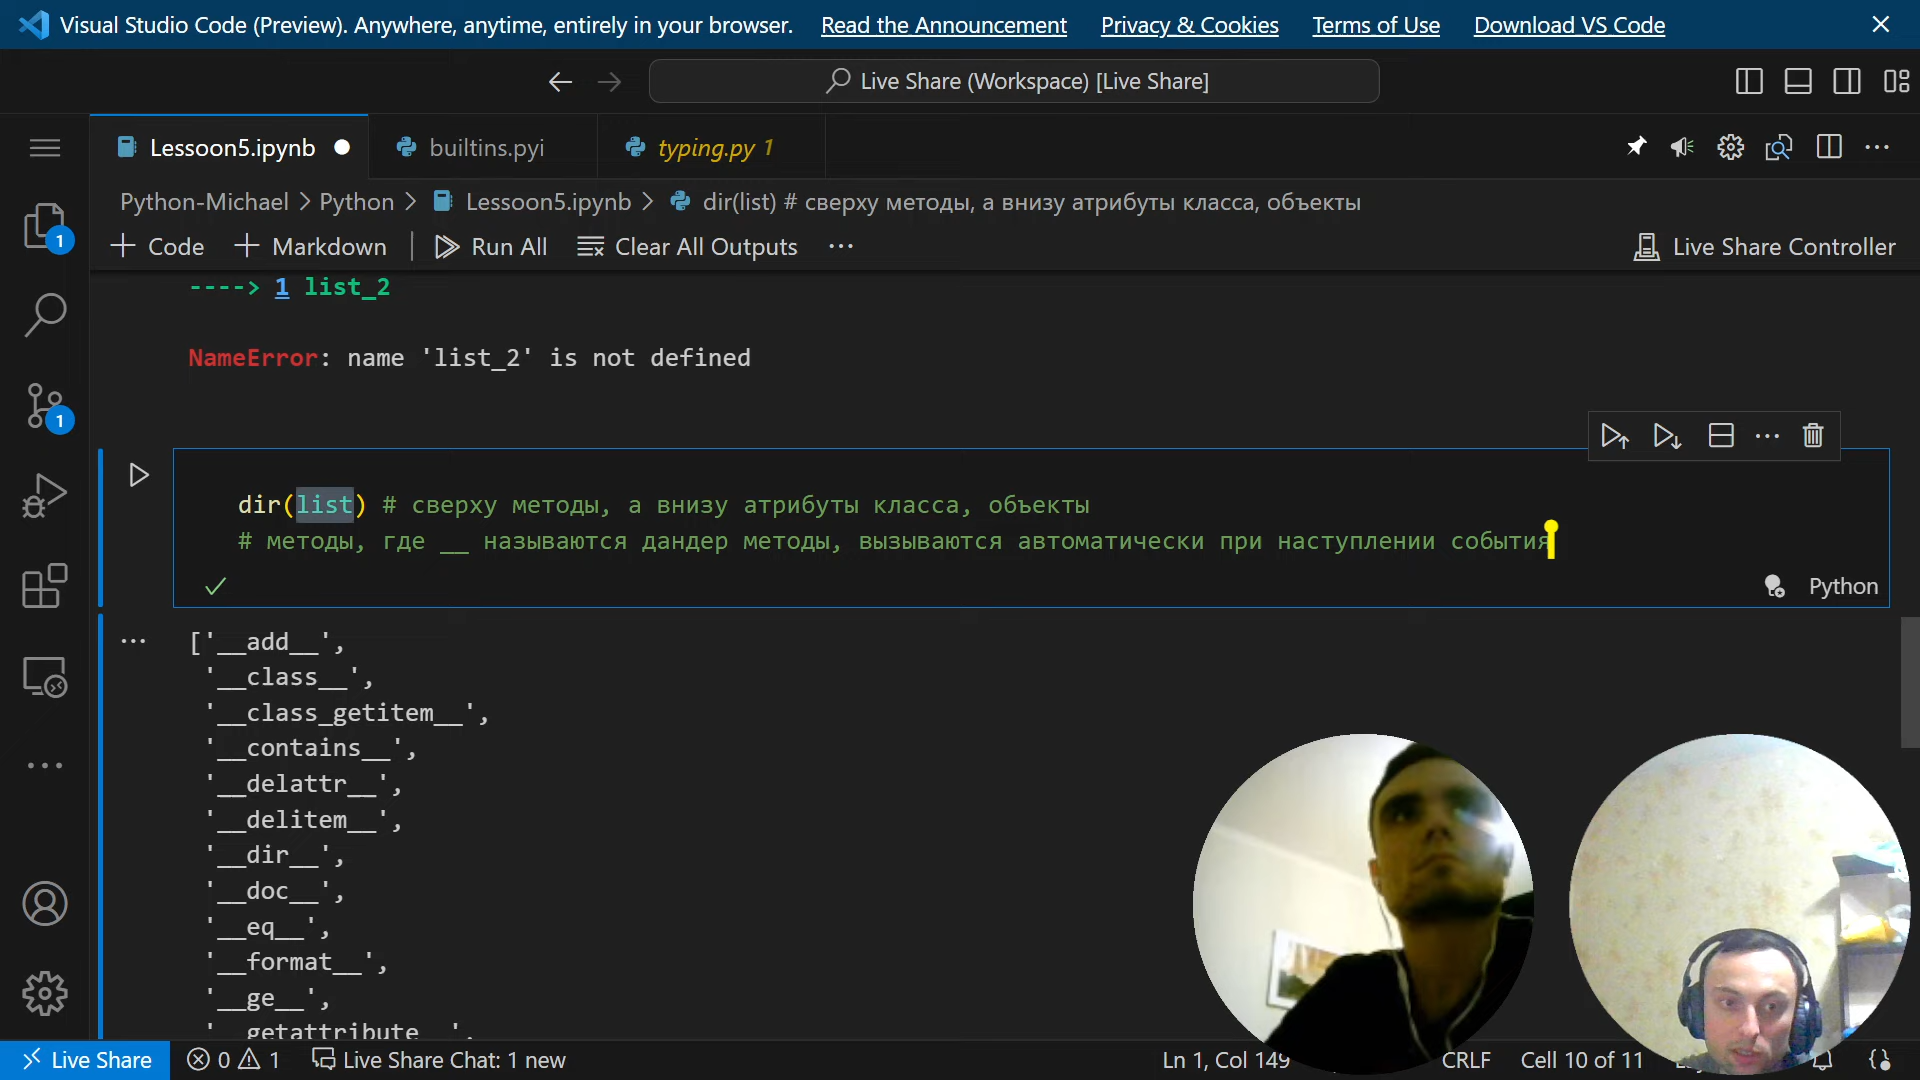 Visual Studio Code (Preview). Anywhere, anytime, entirely in your browser. Read the Announcement Privacy & Cookies Terms of Use Download VS Code
Live Share (Workspace) [Live Share]
Lessoon5.ipynb builtins.pyi typing.py 1
Python-Michael > Python > Lessoon5.ipynb > dir(list) # сверху методы, а внизу атрибуты класса, объекты
+ Code + Markdown Run All Clear All Outputs ... Live Share Controller
----> 1 list_2
NameError: name 'list_2' is not defined
dir(list) # сверху методы, а внизу атрибуты класса, объекты
# методы, где __ называются дандер методы, вызываются автоматически при наступлении события
Python
['__add__',
'__class__',
'__class_getitem__',
'__contains__',
'__delattr__',
'__delitem__',
'__dir__',
'__doc__',
'__eq__',
'__format__',
'__ge__',
'__getattribute__',
1
1
Live Share 0 1 Live Share Chat: 1 new Ln 1, Col 149 CRLF Cell 10 of 11